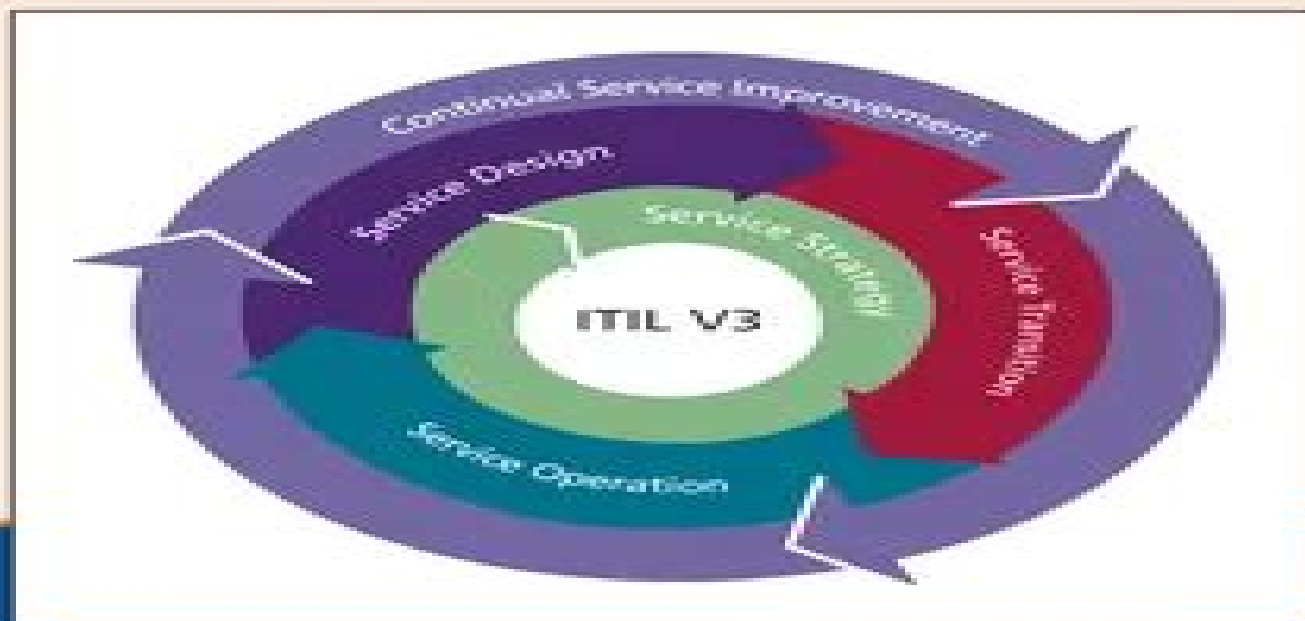 Continual Service Improvement
Service Design
Service Strategy
Service Transition
ITIL V3
Service Operation